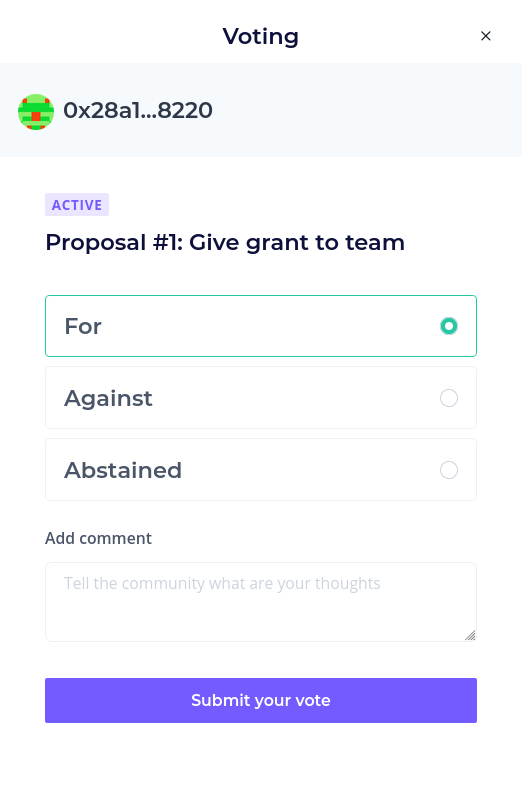 Voting
0x28a1...8220
ACTIVE
Proposal #1: Give grant to team
For
Against
Abstained
Add comment
Tell the community what are your thoughts
Submit your vote